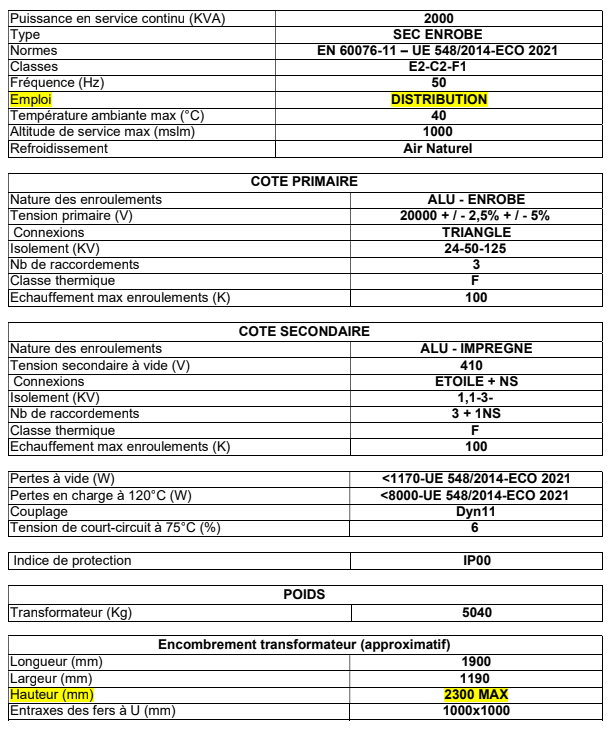 Puissance en service continu (KVA) 2000
Type SEC ENROBE
Normes EN 60076-11 – UE 548/2014-ECO 2021
Classes E2-C2-F1
Fréquence (Hz) 50
Emploi DISTRIBUTION
Température ambiante max (°C) 40
Altitude de service max (mslm) 1000
Refroidissement Air Naturel
COTE PRIMAIRE
Nature des enroulements ALU - ENROBE
Tension primaire (V) 20000 + / - 2,5% + / - 5%
Connexions TRIANGLE
Isolement (KV) 24-50-125
Nb de raccordements 3
Classe thermique F
Echauffement max enroulements (K) 100
COTE SECONDAIRE
Nature des enroulements ALU - IMPREGNE
Tension secondaire à vide (V) 410
Connexions ETOILE + NS
Isolement (KV) 1,1-3-
Nb de raccordements 3 + 1NS
Classe thermique F
Echauffement max enroulements (K) 100
Pertes à vide (W) <1170-UE 548/2014-ECO 2021
Pertes en charge à 120°C (W) <8000-UE 548/2014-ECO 2021
Couplage Dyn11
Tension de court-circuit à 75°C (%) 6
Indice de protection IP00
POIDS
Transformateur (Kg) 5040
Encombrement transformateur (approximatif)
Longueur (mm) 1900
Largeur (mm) 1190
Hauteur (mm) 2300 MAX
Entraxes des fers à U (mm) 1000x1000